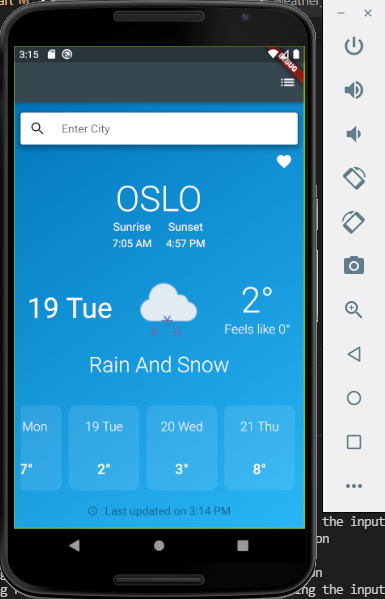 3:15
DEBUG
Enter City
OSLO
Sunrise Sunset
7:05 AM 4:57 PM
19 Tue
2°
Feels like 0°
Rain And Snow
Mon 19 Tue 20 Wed 21 Thu
7° 2° 3° 8°
Last updated on 3:14 PM
the input
on
on
ing the input